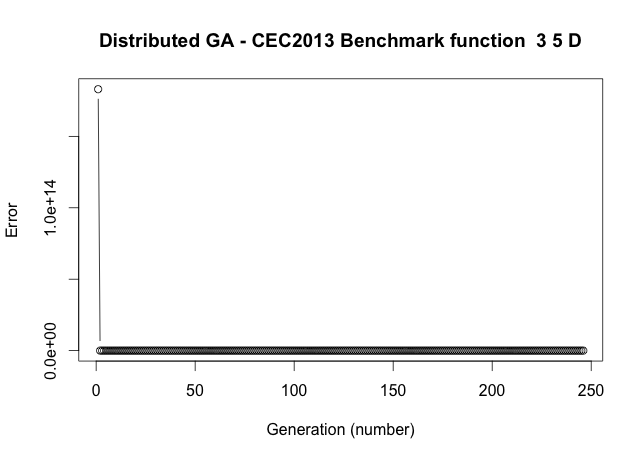 Distributed GA - CEC2013 Benchmark function  3 5 D
Error
1.0e+14
0.0e+00
0 50 100 150 200 250
Generation (number)